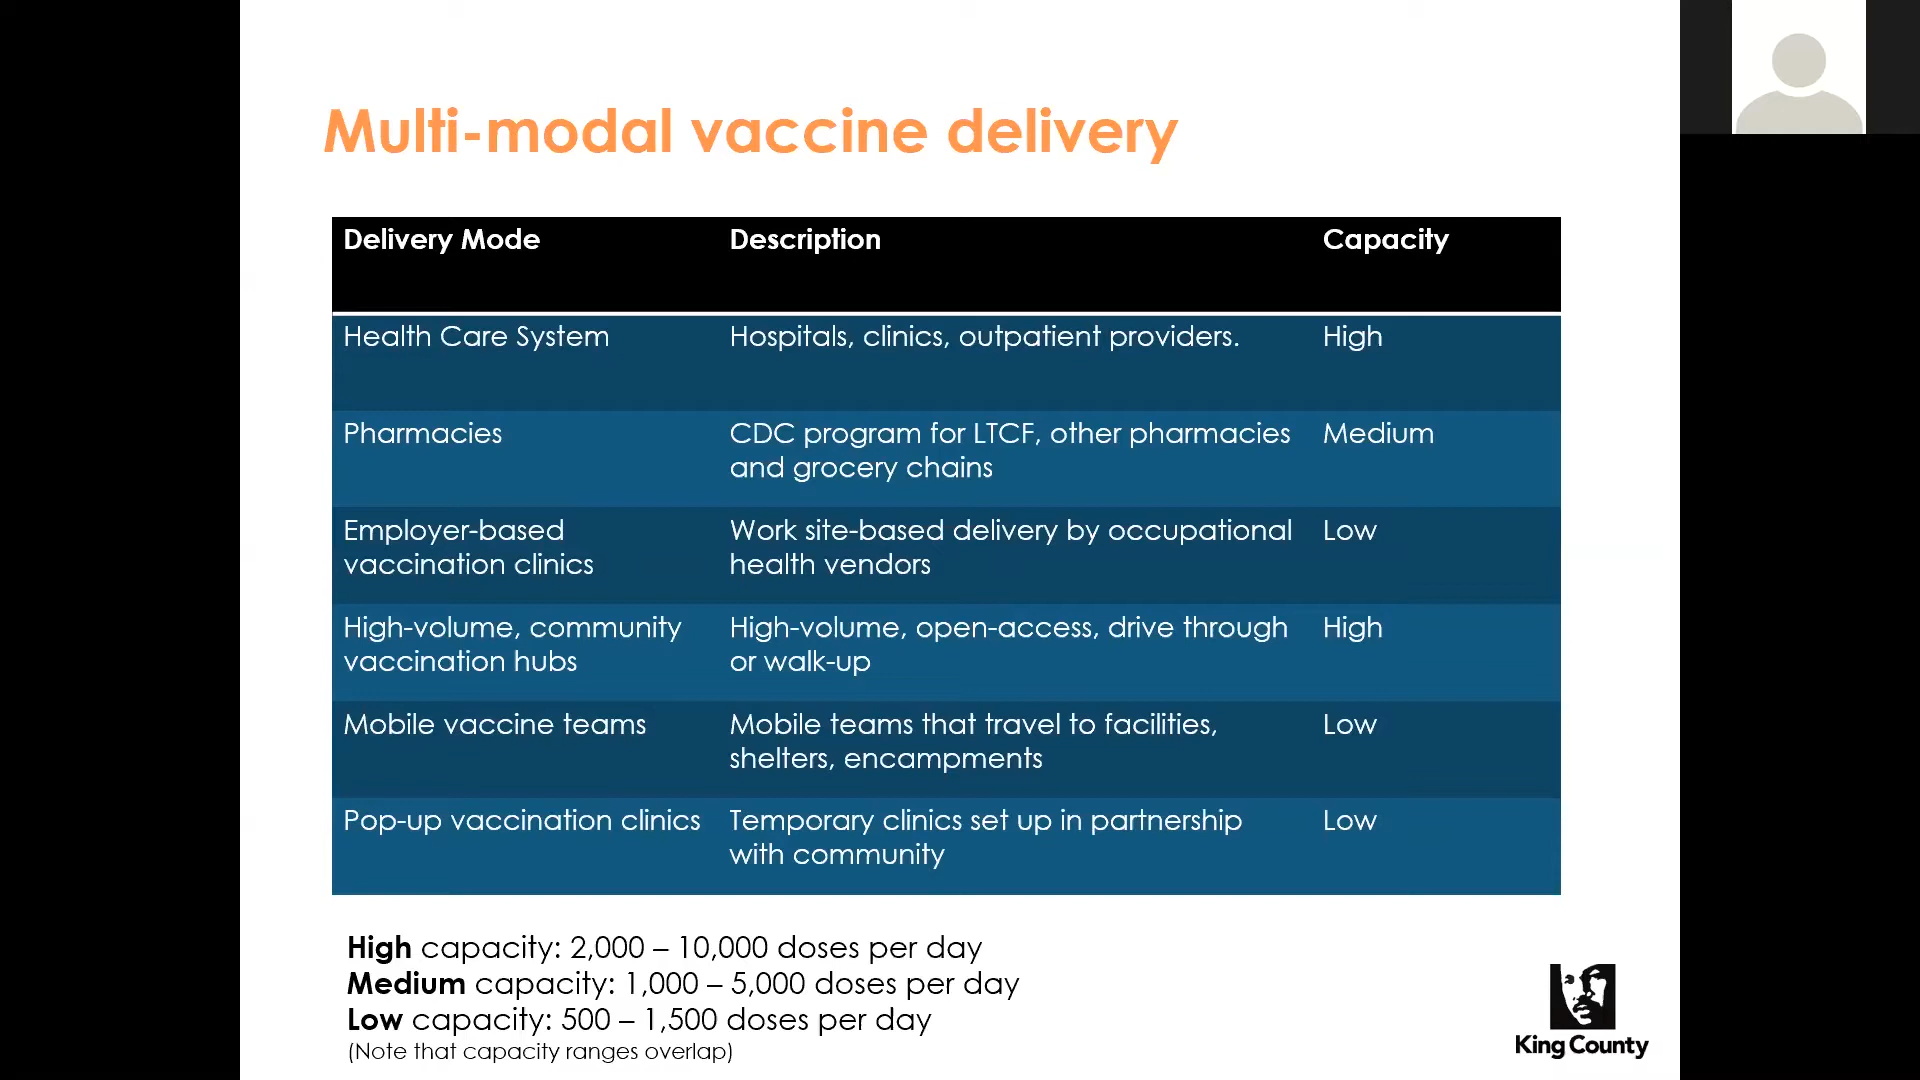 Multi-modal vaccine delivery
Delivery Mode Description Capacity
Health Care System Hospitals, clinics, outpatient providers. High
Pharmacies CDC program for LTCF, other pharmacies Medium
and grocery chains
Employer-based Work site-based delivery by occupational Low
vaccination clinics health vendors
High-volume, community High-volume, open-access, drive through High
vaccination hubs or walk-up
Mobile vaccine teams Mobile teams that travel to facilities, Low
shelters, encampments
Pop-up vaccination clinics Temporary clinics set up in partnership Low
with community
High capacity: 2,000 – 10,000 doses per day
Medium capacity: 1,000 – 5,000 doses per day
Low capacity: 500 – 1,500 doses per day
(Note that capacity ranges overlap)
King County